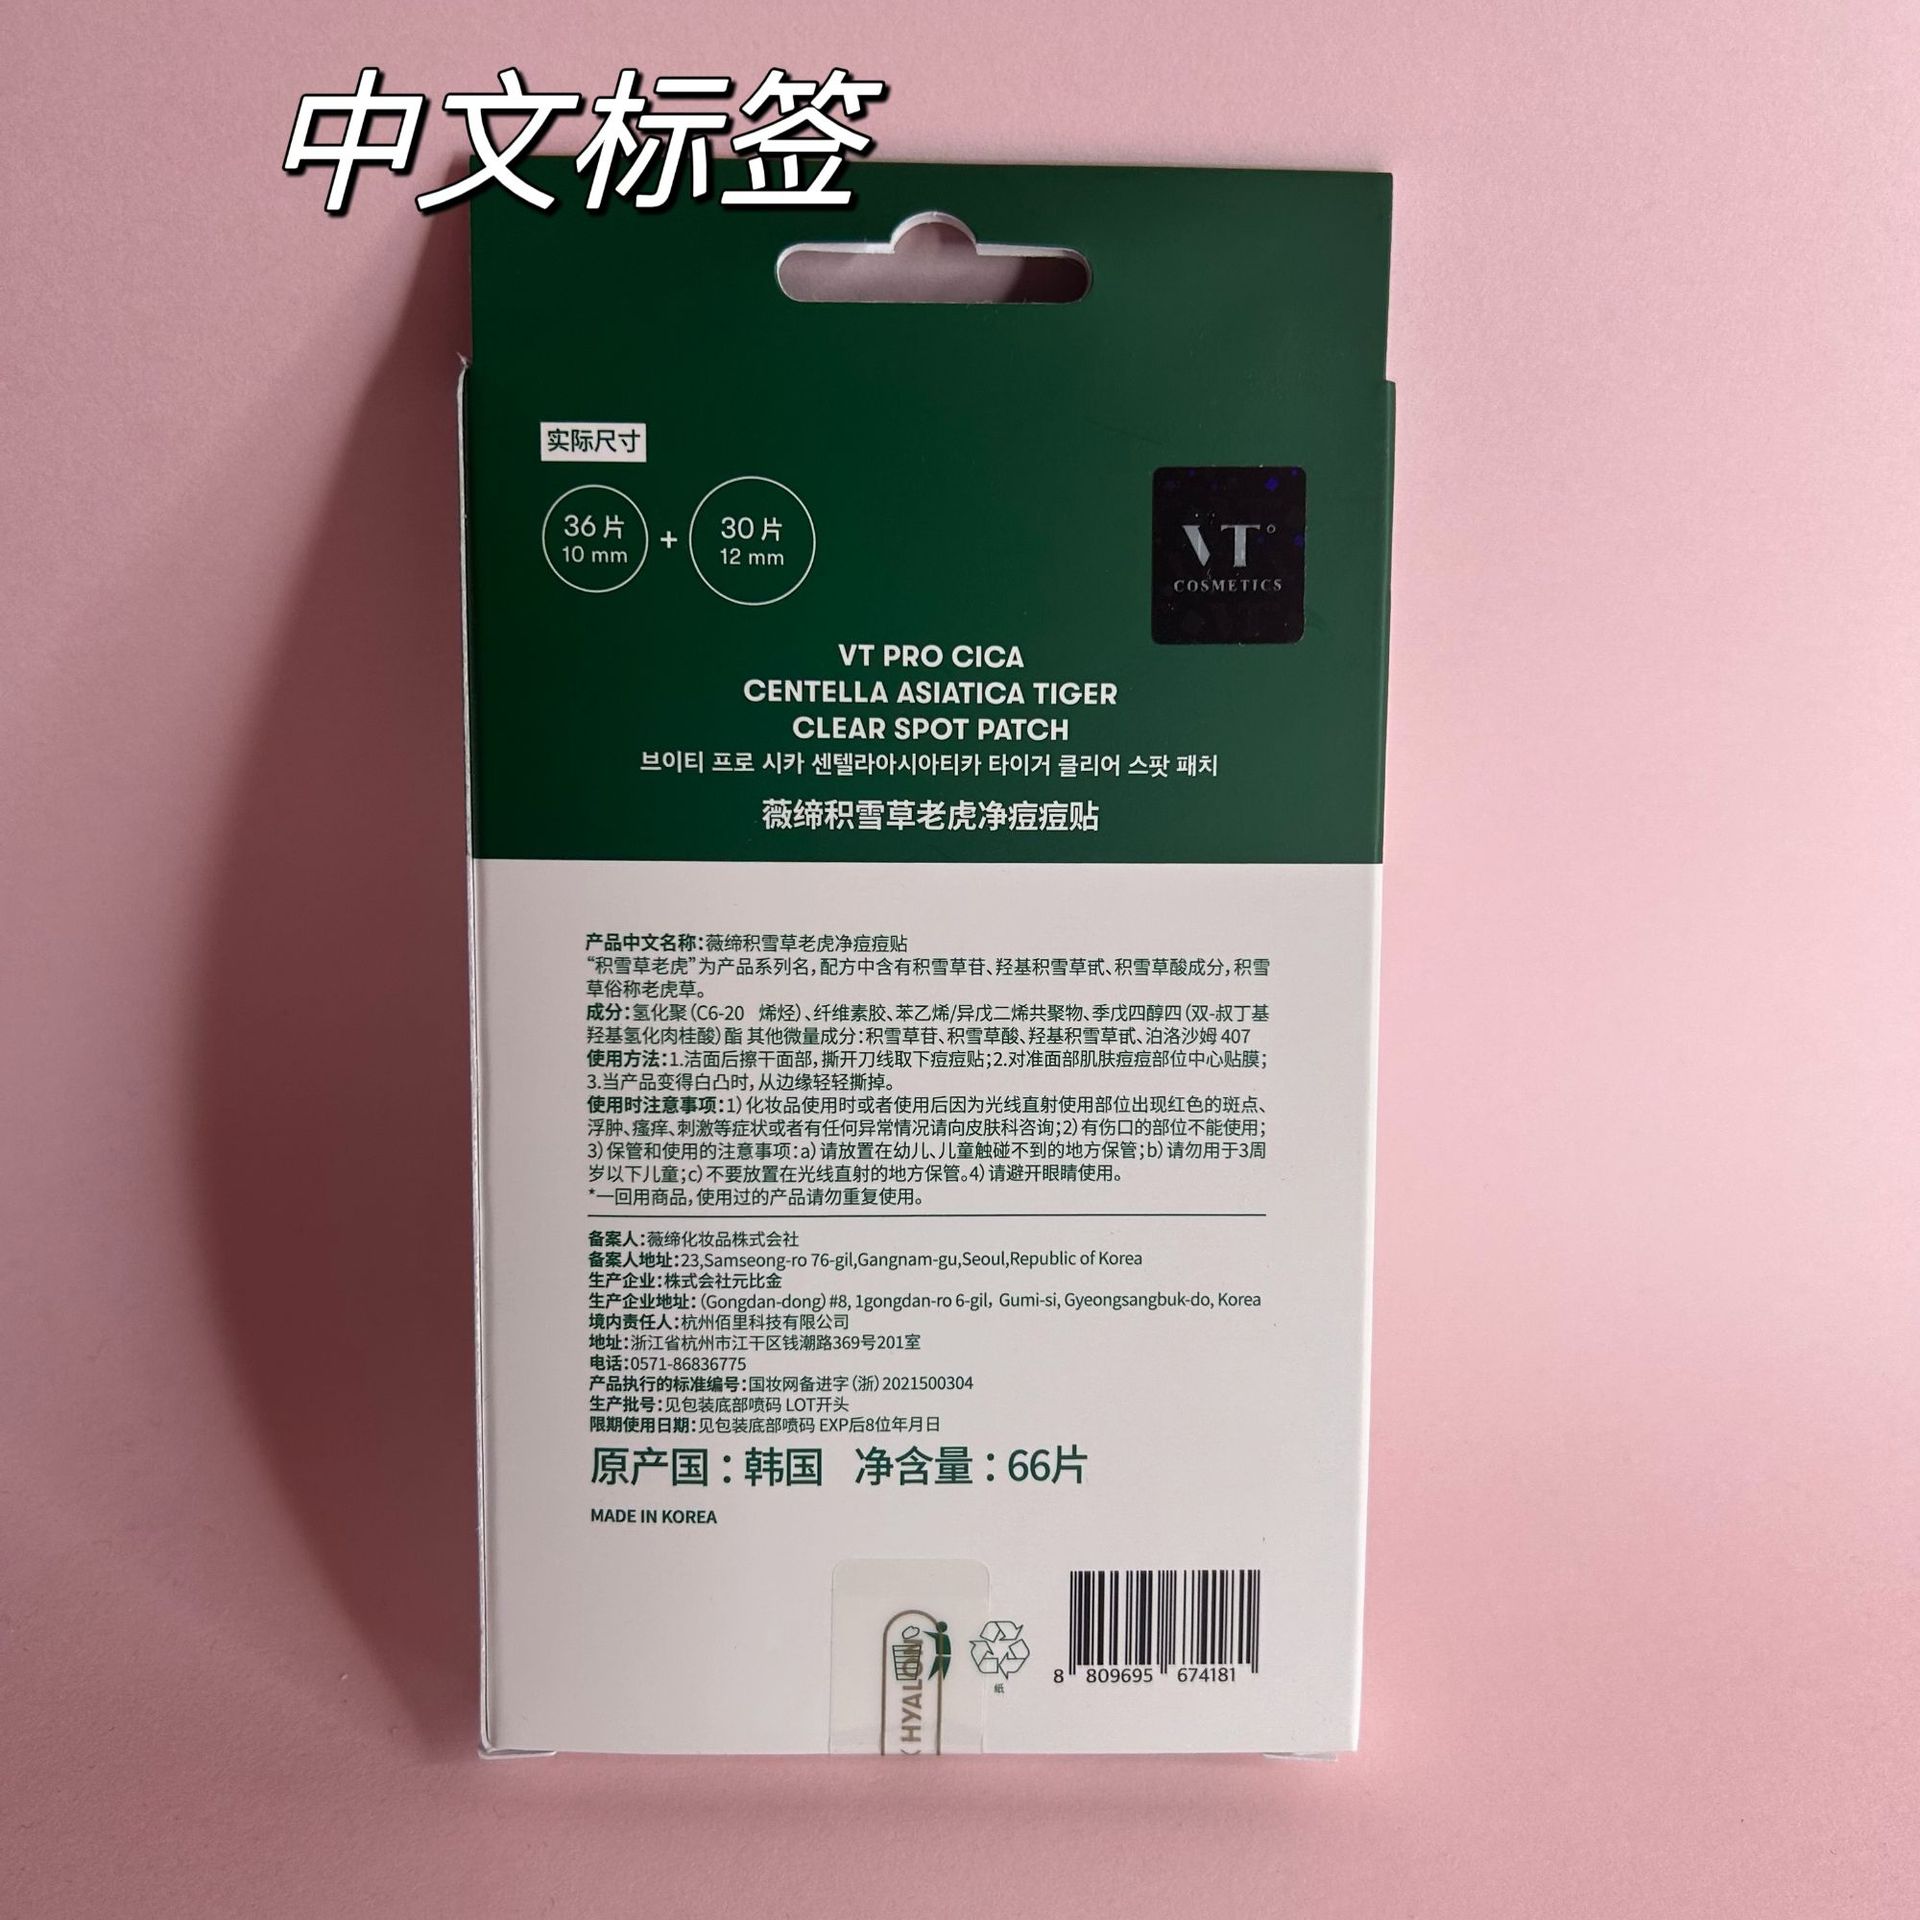 中文标签
实际尺寸
36 片
10 mm
+
30 片
12 mm
VT
COSMETICS
VT PRO CICA
CENTELLA ASIATICA TIGER
CLEAR SPOT PATCH
브이티 프로 시카 센텔라아시아티카 타이거 클리어 스팟 패치
薇缔积雪草老虎净痘痘贴
产品中文名称:薇缔积雪草老虎净痘痘贴
“积雪草老虎”为产品系列名,配方中含有积雪草苷、羟基积雪草甙、积雪草酸成分,积雪
草俗称老虎草。
成分:氢化聚(C6-20 烯烃)、纤维素胶、苯乙烯/异戊二烯共聚物、季戊四醇四(双-叔丁基
羟基氢化肉桂酸)酯 其他微量成分:积雪草苷、积雪草酸、羟基积雪草甙、泊洛沙姆 407
使用方法:1.洁面后擦干面部,撕开刀线取下痘痘贴;2.对准面部肌肤痘痘部位中心贴膜;
3.当产品变得白凸时,从边缘轻轻撕掉。
使用时注意事项:1)化妆品使用时或者使用后因为光线直射使用部位出现红色的斑点、
浮肿、瘙痒、刺激等症状或者有任何异常情况请向皮肤科咨询;2)有伤口的部位不能使用;
3)保管和使用的注意事项:a)请放置在幼儿、儿童触碰不到的地方保管;b)请勿用于3周
岁以下儿童;c)不要放置在光线直射的地方保管。4)请避开眼睛使用。
*一回用商品,使用过的产品请勿重复使用。
备案人:薇缔化妆品株式会社
备案人地址:23,Samseong-ro 76-gil,Gangnam-gu,Seoul,Republic of Korea
生产企业:株式会社元比金
生产企业地址:(Gongdan-dong) #8, 1gongdan-ro 6-gil, Gumi-si, Gyeongsangbuk-do, Korea
境内责任人:杭州佰里科技有限公司
地址:浙江省杭州市江干区钱潮路369号201室
电话:0571-86836775
产品执行的标准编号:国妆网备进字(浙)2021500304
生产批号:见包装底部喷码 LOT开头
限期使用日期:见包装底部喷码 EXP后8位年月日
原产国:韩国 净含量:66片
MADE IN KOREA
HYALON
紙
8 809695 674181